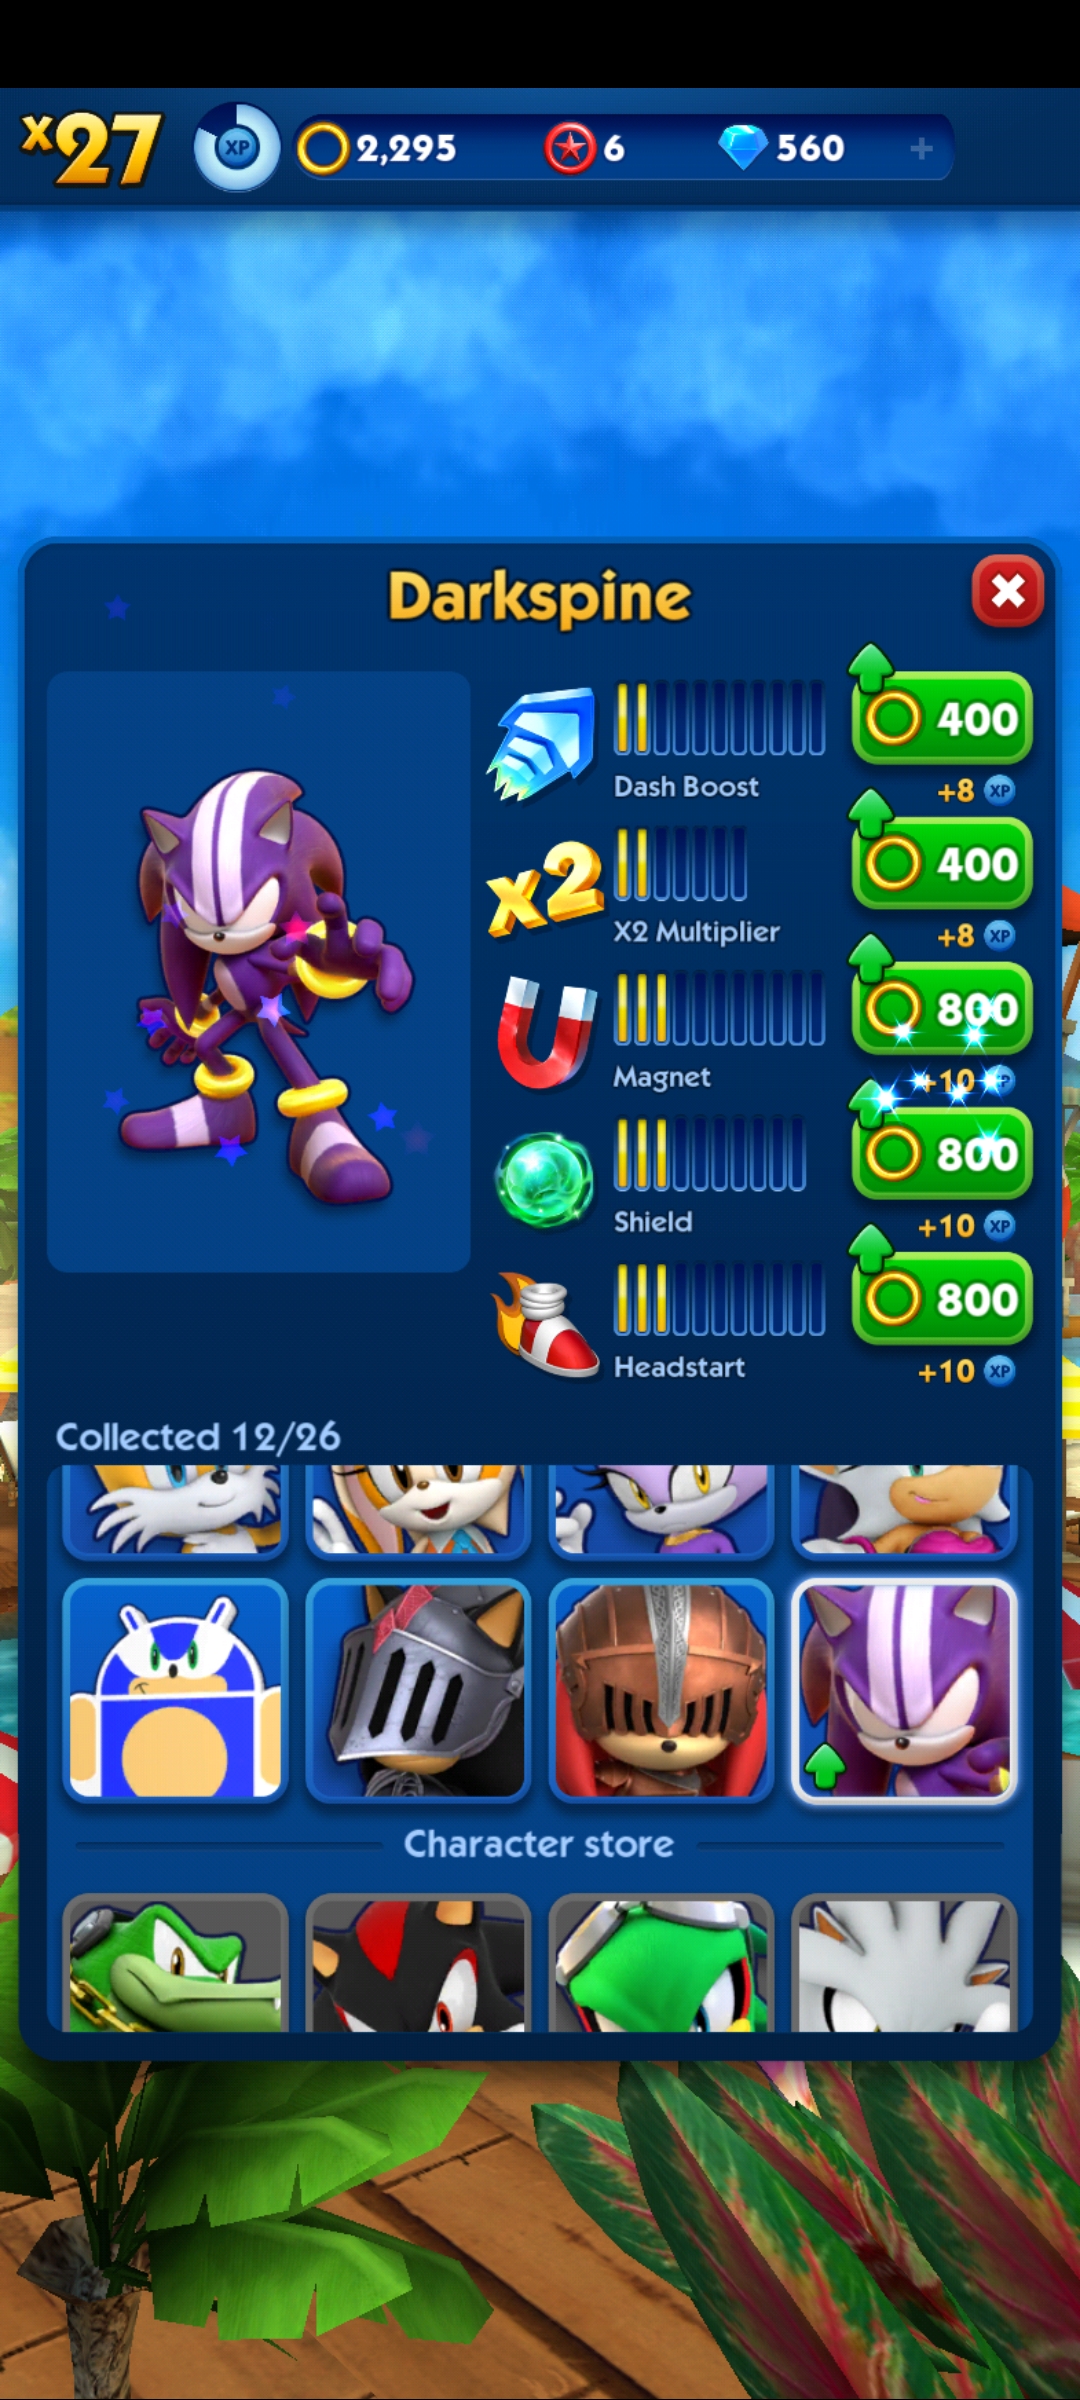 x27 XP 2,295 6 560 +
Darkspine
400
Dash Boost
+8 XP
x2
400
X2 Multiplier
+8 XP
800
Magnet
+10 XP
800
Shield
+10 XP
800
Headstart
+10 XP
Collected 12/26
Character store